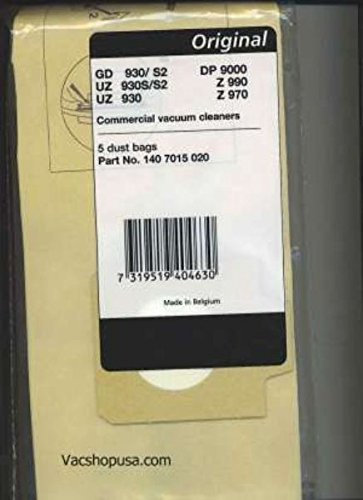 2
Original
GD 930/ S2 DP 9000
UZ 930S/S2 Z 990
UZ 930 Z 970
Commercial vacuum cleaners
5 dust bags
Part No. 140 7015 020
7 319519 404630
Made in Belgium
Vacshopusa.com